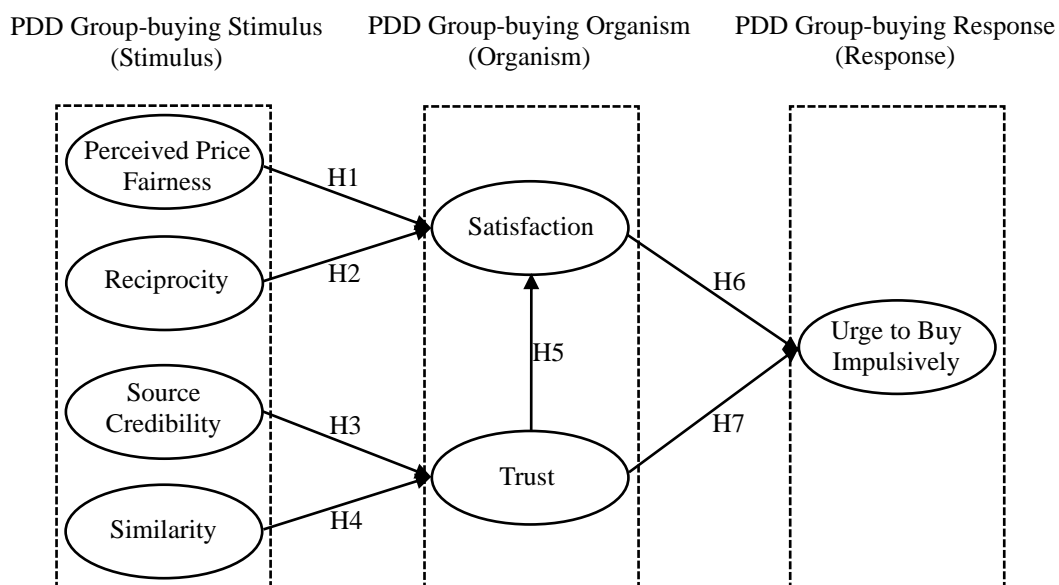 PDD Group-buying Stimulus
(Stimulus)
PDD Group-buying Organism
(Organism)
PDD Group-buying Response
(Response)
Perceived Price
Fairness
H1
Satisfaction
Reciprocity
H2
H6
Urge to Buy
Impulsively
H5
Source
Credibility
H3
H7
Trust
Similarity
H4